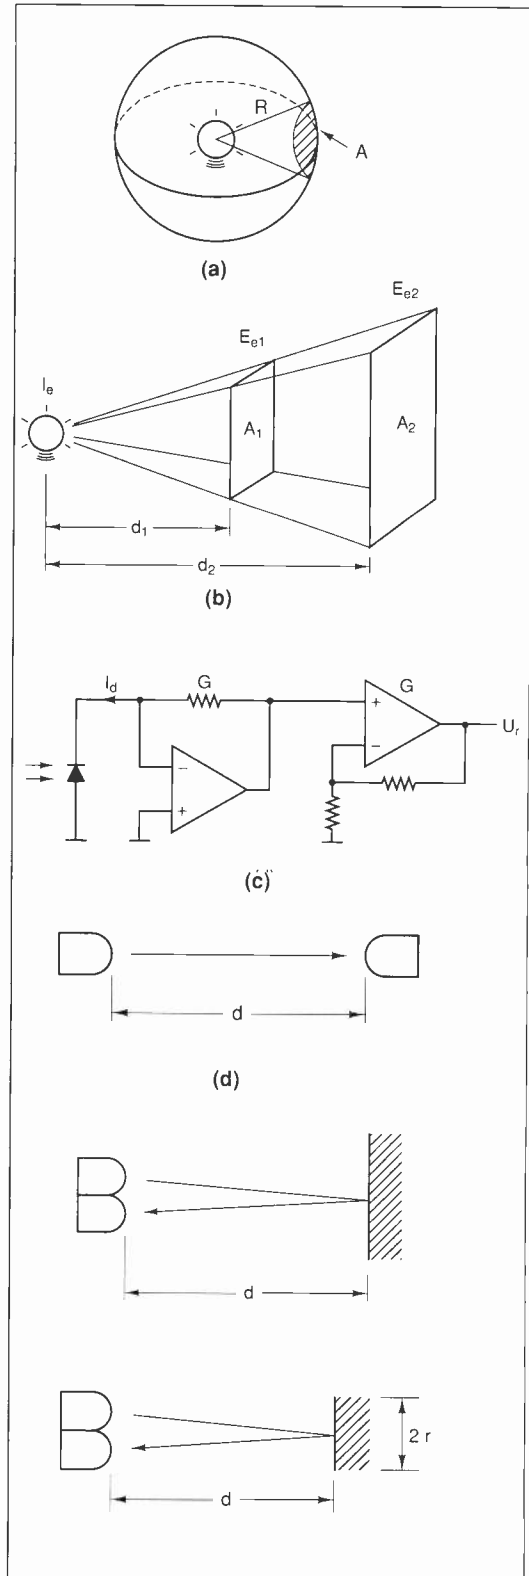 R
A
(a)
E_e2
E_e1
I_e
A_1
A_2
d_1
d_2
(b)
I_d
G
G
+
−
U_r
−
+
(c)
d
(d)
d
2 r
d